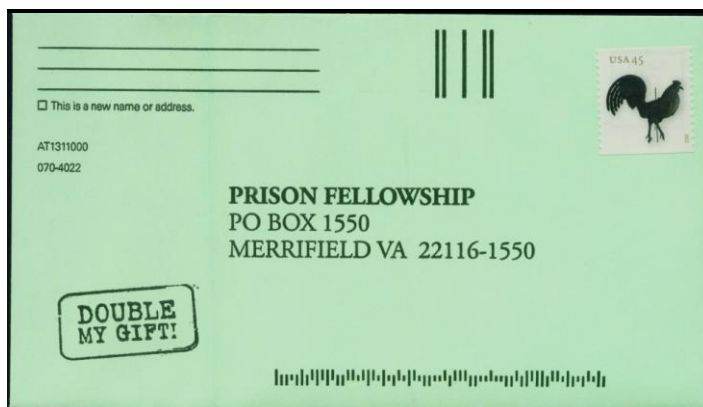 USA 45
☐ This is a new name or address.
AT1311000
070-4022
PRISON FELLOWSHIP
PO BOX 1550
MERRIFIELD VA 22116-1550
DOUBLE
MY GIFT!